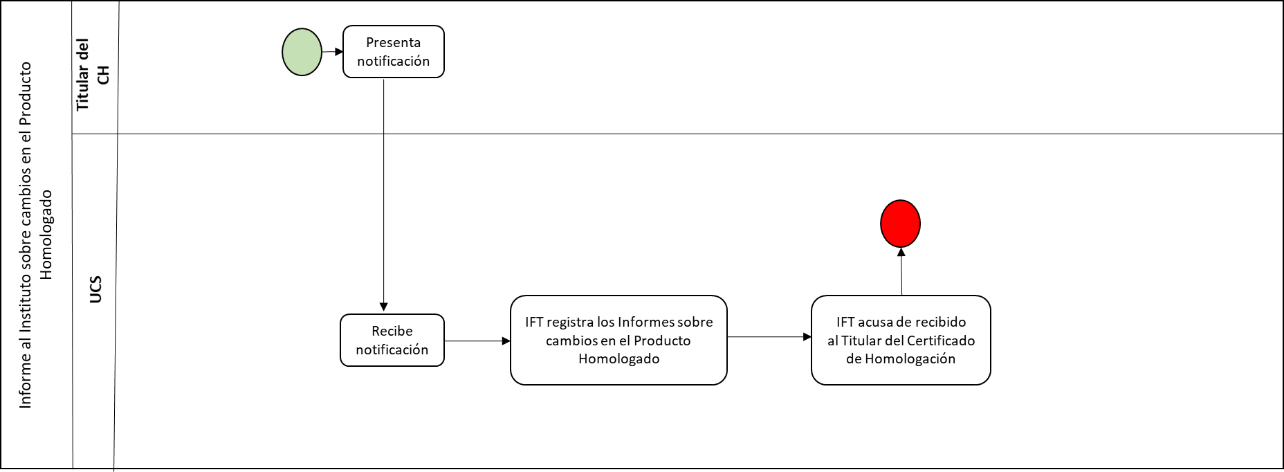 Informe al Instituto sobre cambios en el Producto
Homologado
Titular del
CH
Presenta
notificación
UCS
Recibe
notificación
IFT registra los Informes sobre
cambios en el Producto
Homologado
IFT acusa de recibido
al Titular del Certificado
de Homologación